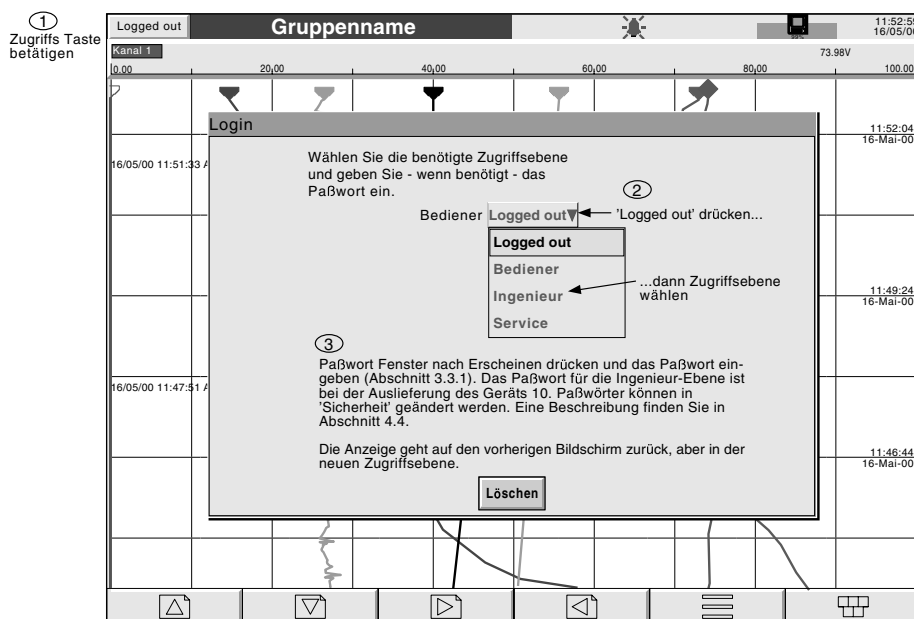 1
Zugriffs Taste
betätigen
Logged out
Gruppenname
11:52:59
16/05/00
Kanal 1
73.98V
0.00 20,00 40,00 60,00 80,00 100.00
11:52:04
16-Mai-00
16/05/00 11:51:33
Login
Wählen Sie die benötigte Zugriffsebene
und geben Sie - wenn benötigt - das
Paßwort ein.
2
Bediener Logged out 'Logged out' drücken...
Logged out
Bediener
Ingenieur
Service
...dann Zugriffsebene
wählen
11:49:24
16-Mai-00
3
Paßwort Fenster nach Erscheinen drücken und das Paßwort ein-
geben (Abschnitt 3.3.1). Das Paßwort für die Ingenieur-Ebene ist
bei der Auslieferung des Geräts 10. Paßwörter können in
'Sicherheit' geändert werden. Eine Beschreibung finden Sie in
Abschnitt 4.4.
16/05/00 11:47:51
Die Anzeige geht auf den vorherigen Bildschirm zurück, aber in der
neuen Zugriffsebene.
11:46:44
16-Mai-00
Löschen